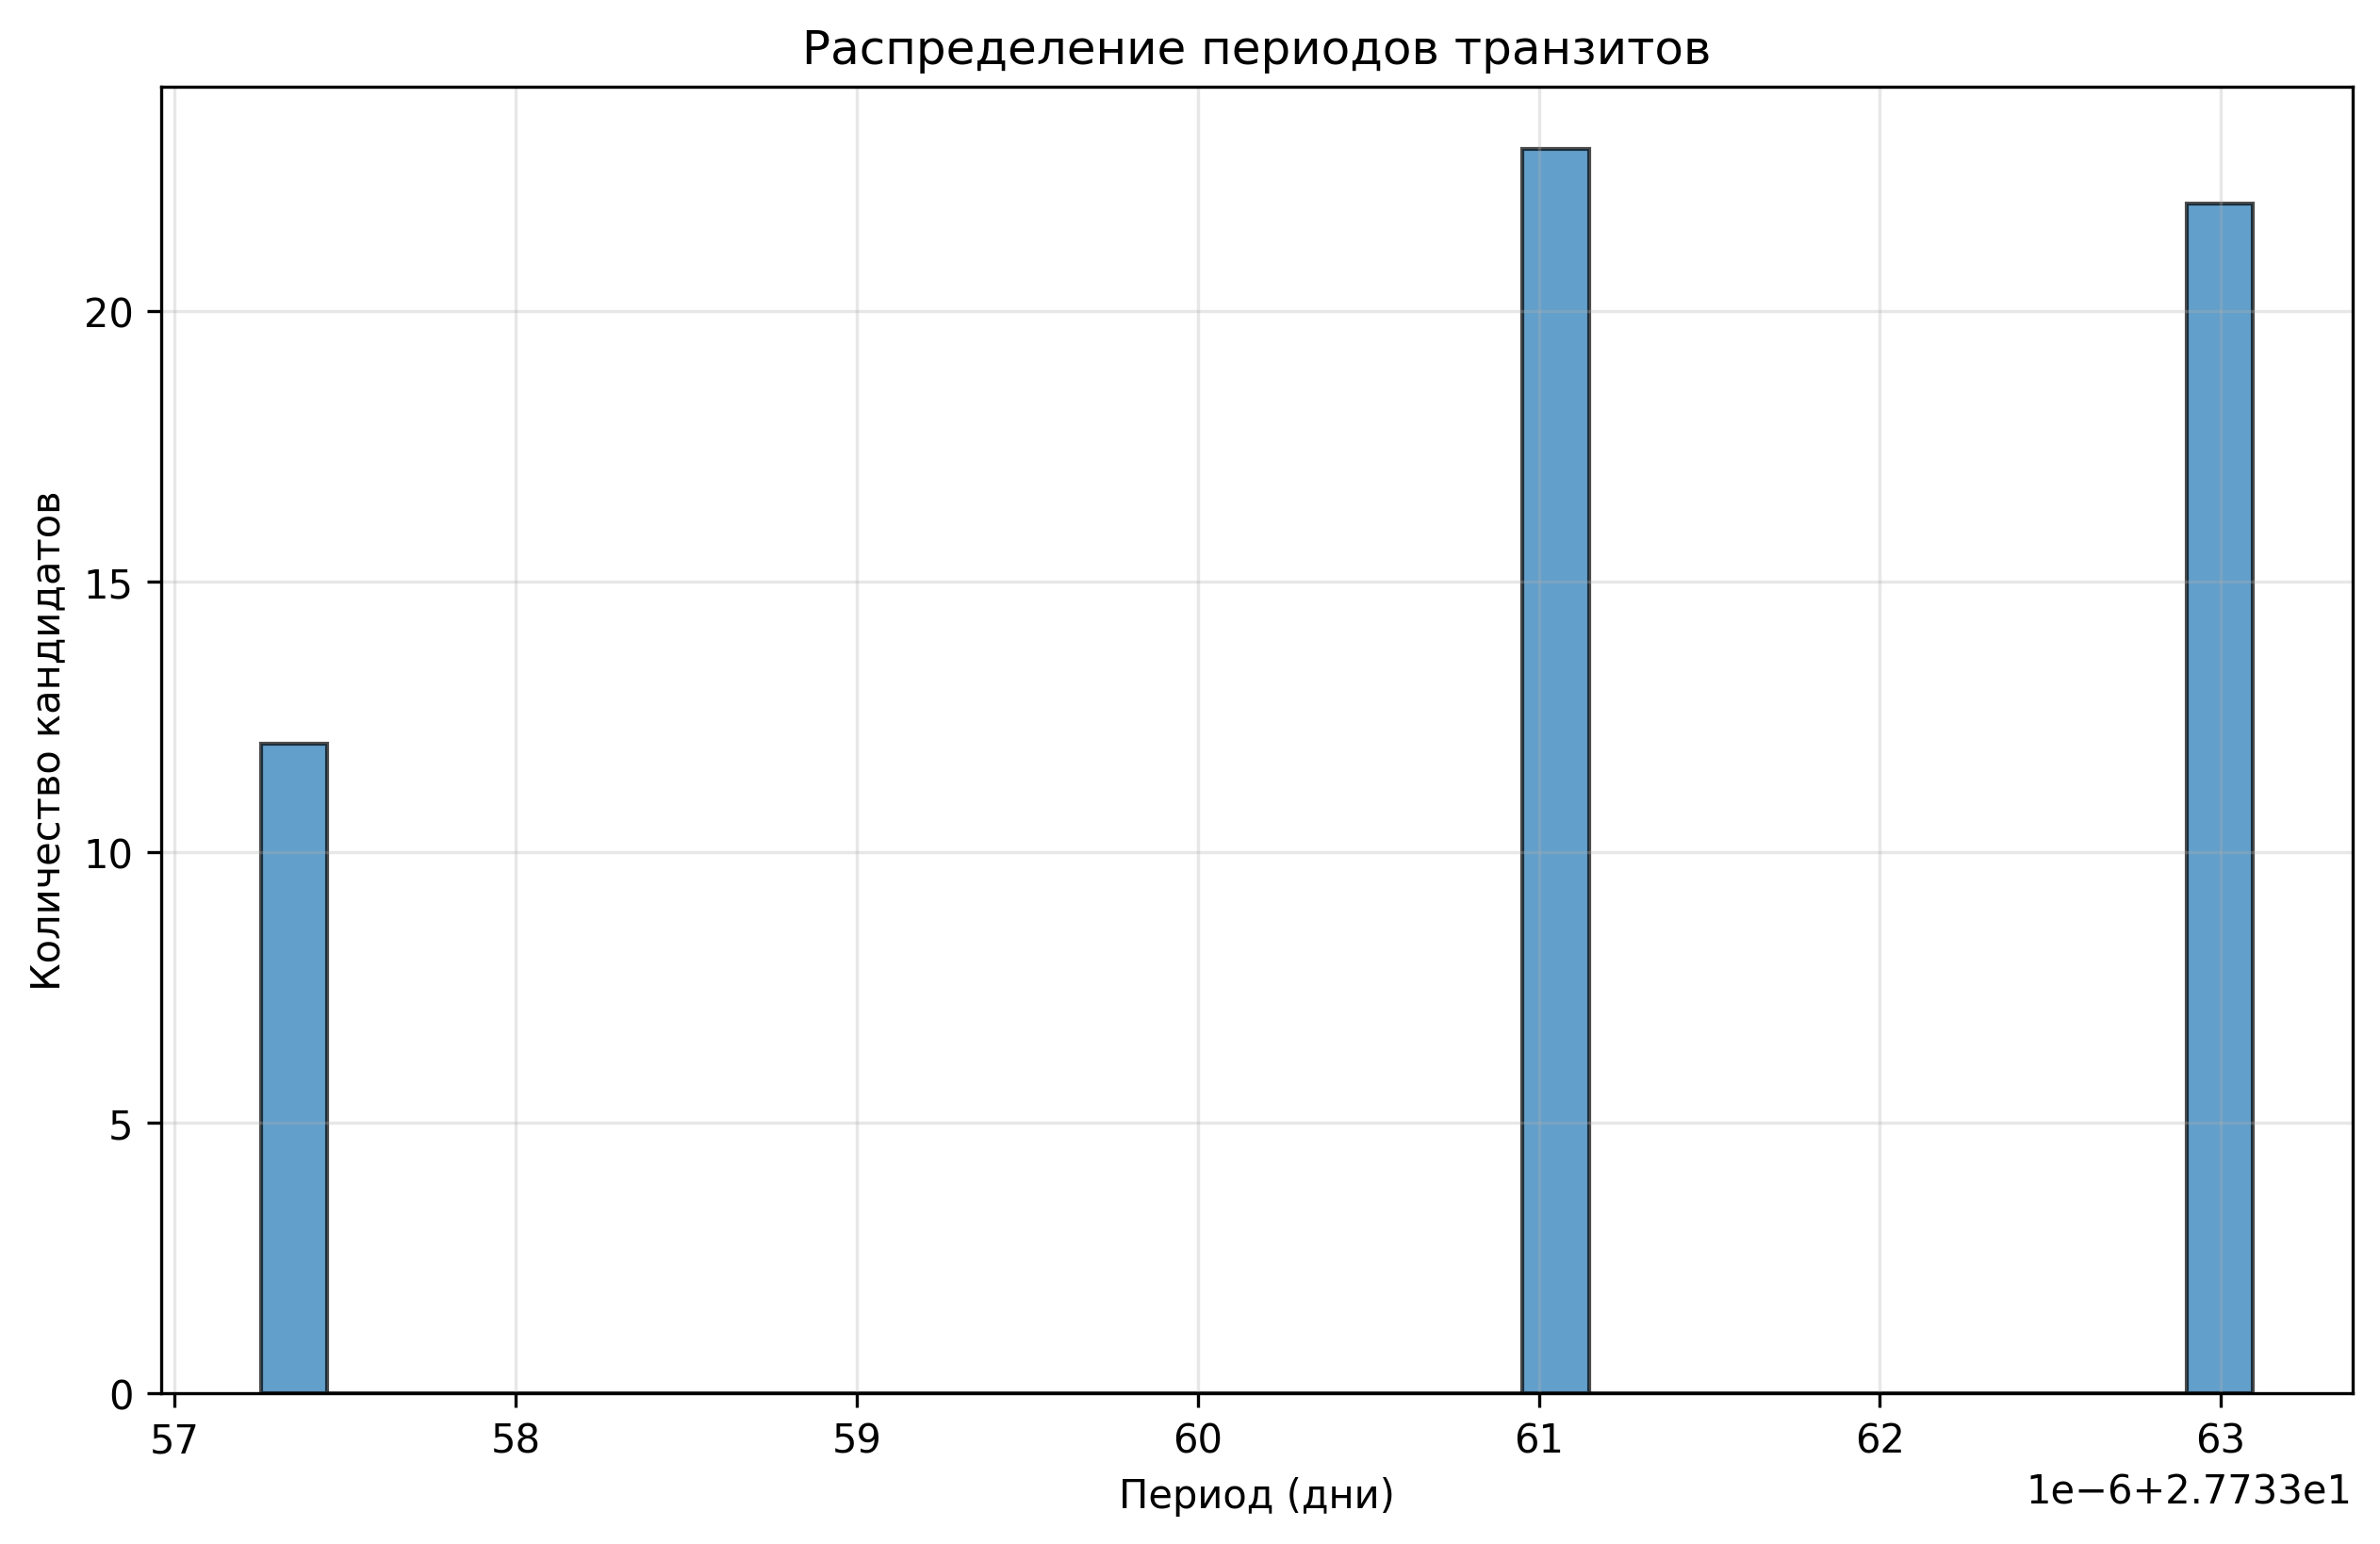 Распределение периодов транзитов
Количество кандидатов
20
15
10
5
0
57 58 59 60 61 62 63
Период (дни)
1e−6+2.7733e1